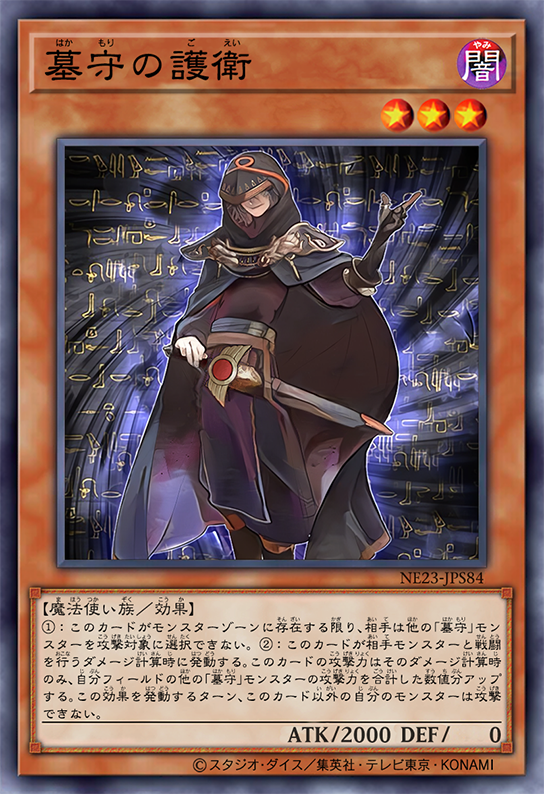 墓守の護衛
闇
NE23-JPS84
【魔法使い族／効果】
①：このカードがモンスターゾーンに存在する限り、相手は他の「墓守」モン
スターを攻撃対象に選択できない。②：このカードが相手モンスターと戦闘
を行うダメージ計算時に発動する。このカードの攻撃力はそのダメージ計算時
のみ、自分フィールドの他の「墓守」モンスターの攻撃力を合計した数値分アップ
する。この効果を発動するターン、このカード以外の自分のモンスターは攻撃
できない。
ATK/2000 DEF/ 0
©スタジオ・ダイス／集英社・テレビ東京・KONAMI